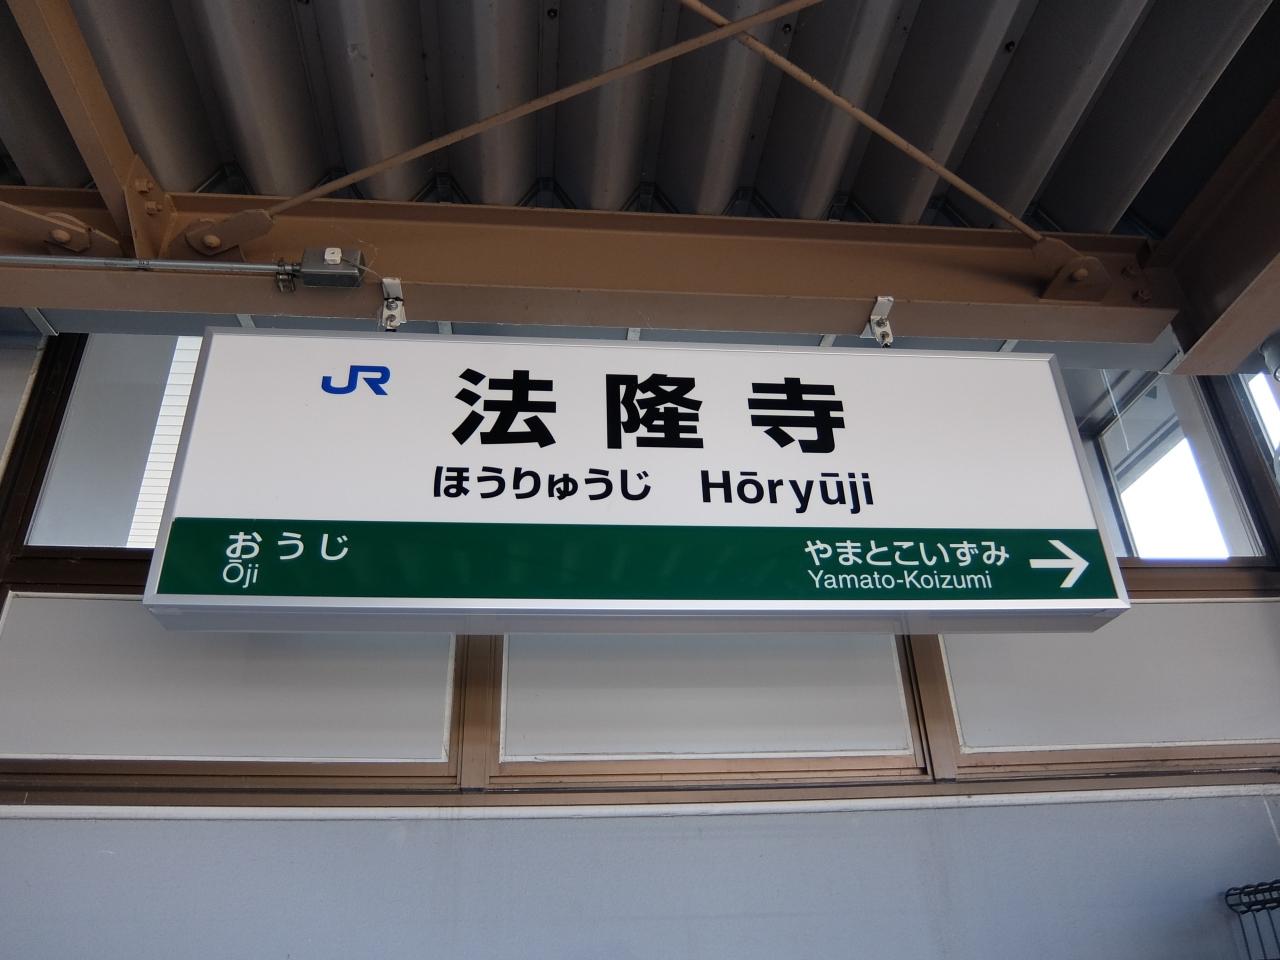 JR 法隆寺
ほうりゅうじ Hōryūji
おうじ やまとこいずみ →
Ōji Yamato-Koizumi